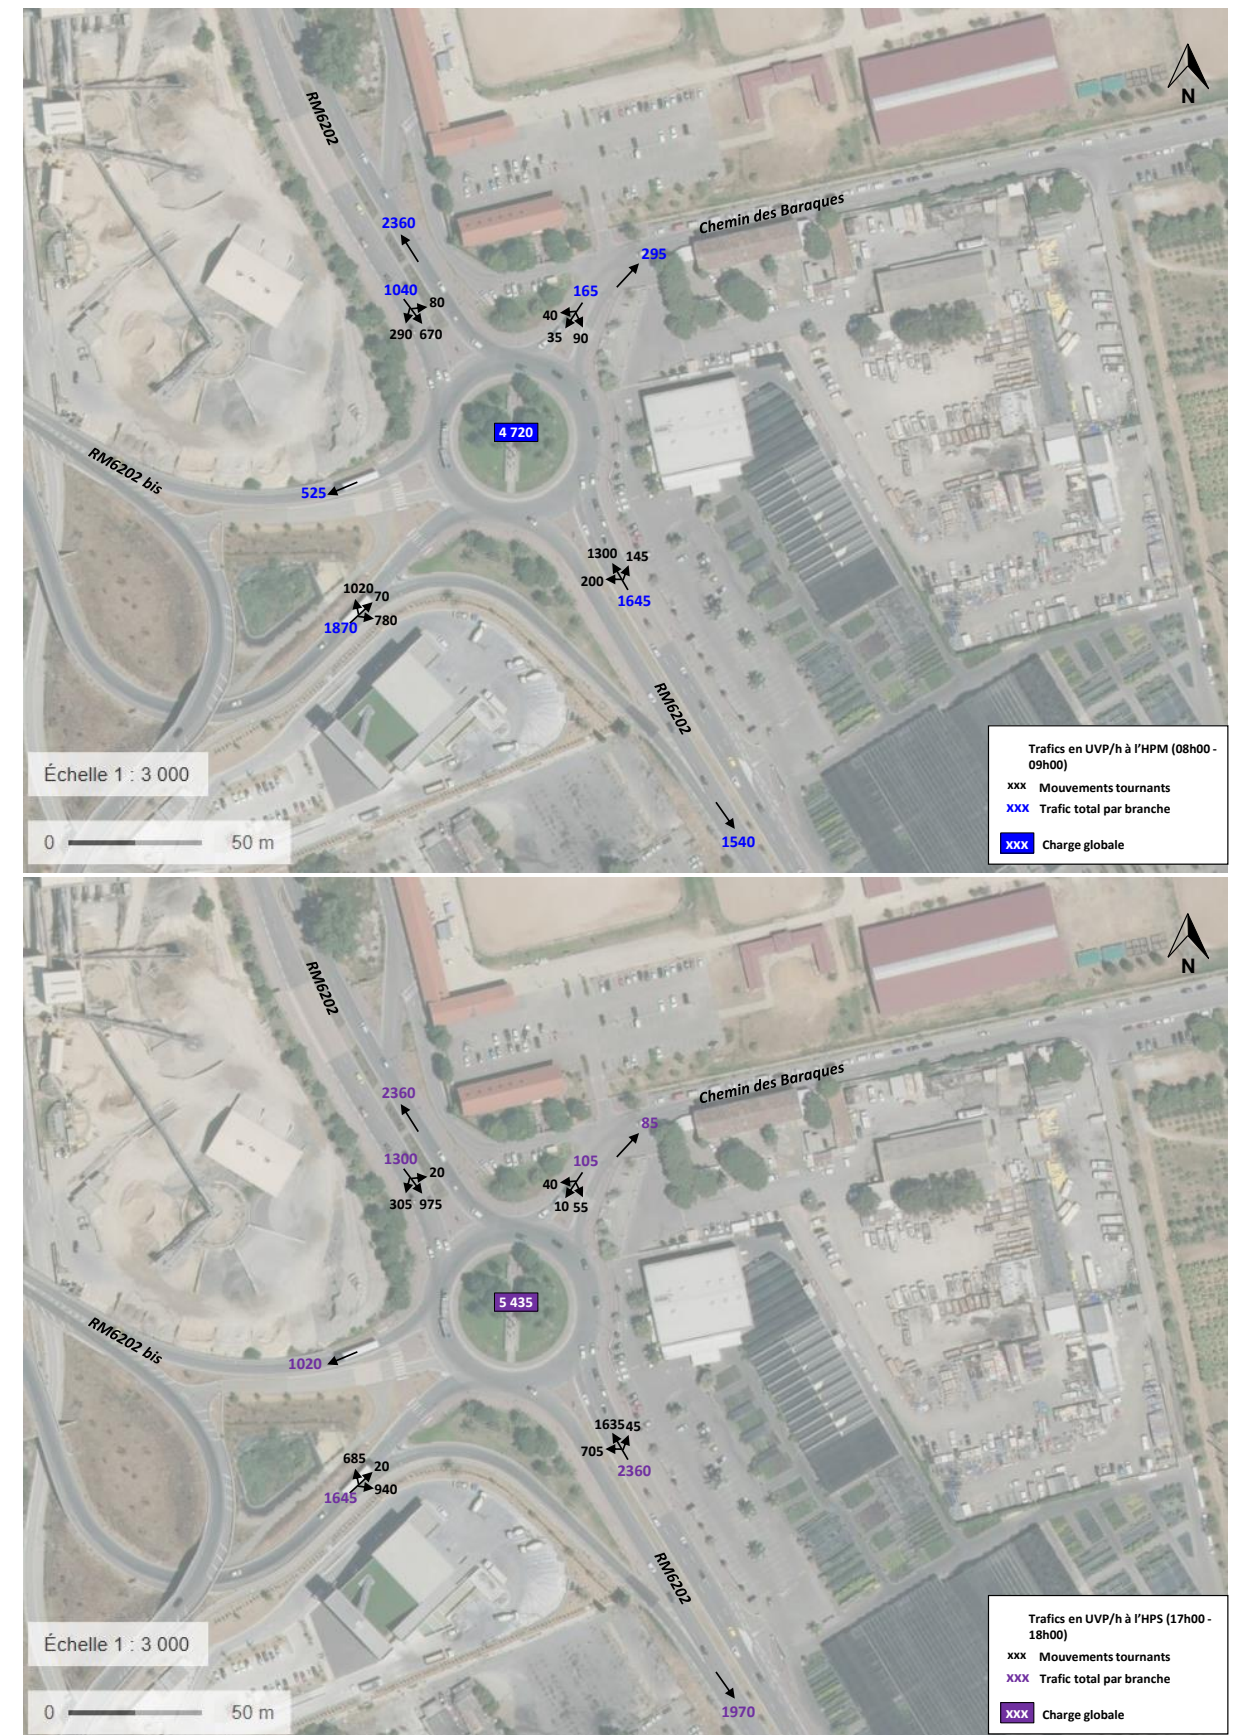 RM6202
N
Chemin des Baraques
2360
295
1040
80
165
40
290 670
35 90
4 720
RM6202 bis
525
1300 145
200
1645
1020 70
780
1870
RM6202
Trafics en UVP/h à l'HPM (08h00 -
09h00)
xxx Mouvements tournants
xxx Trafic total par branche
xxx Charge globale
Échelle 1 : 3 000
0 50 m
1540
RM6202
N
Chemin des Baraques
2360
85
1300
20
105
40
305 975
10 55
5 435
RM6202 bis
1020
1635 45
705
2360
685
20
940
1645
RM6202
Trafics en UVP/h à l'HPS (17h00 -
18h00)
xxx Mouvements tournants
xxx Trafic total par branche
xxx Charge globale
Échelle 1 : 3 000
0 50 m
1970